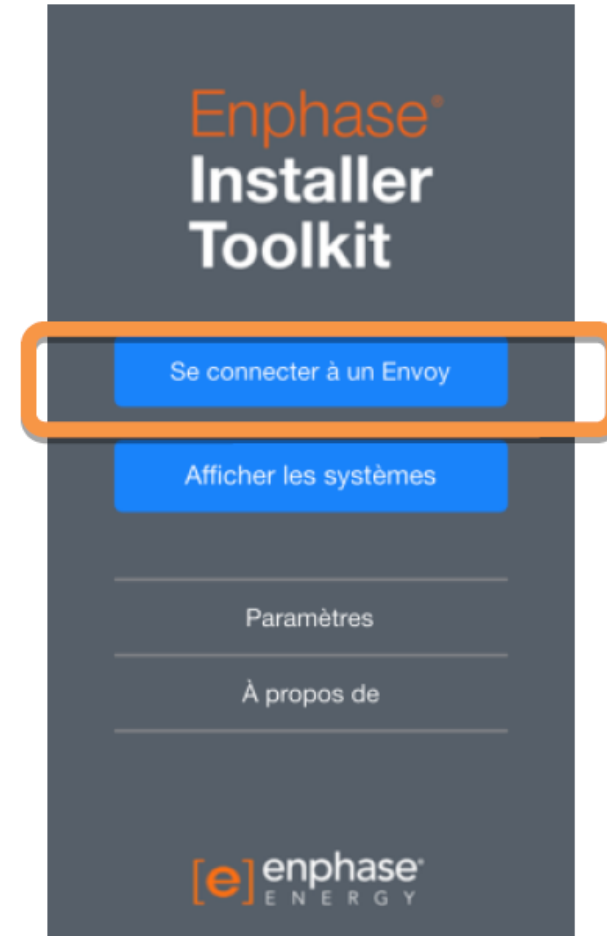 Enphase®
Installer
Toolkit
Se connecter à un Envoy
Afficher les systèmes
Paramètres
À propos de
[e] enphase®
ENERGY